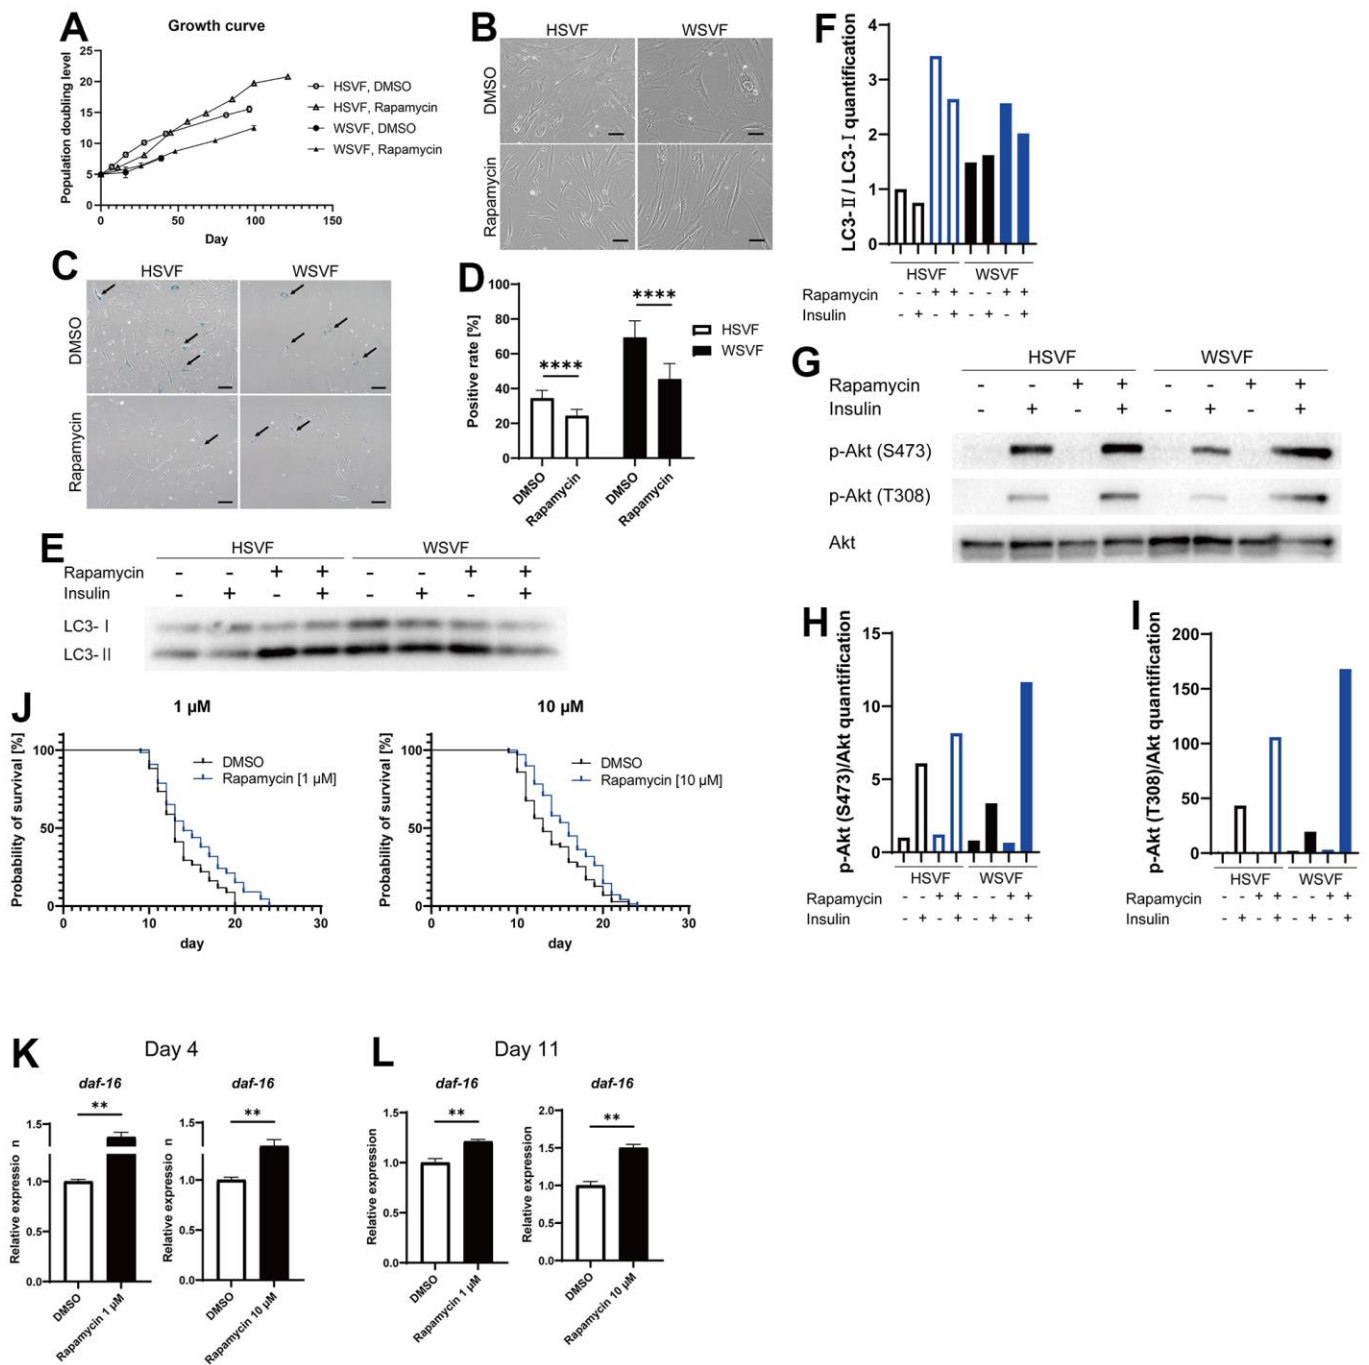 A
Growth curve
Population doubling level
25
20
15
10
5
0
0 50 100 150
Day
HSVF, DMSO
HSVF, Rapamycin
WSVF, DMSO
WSVF, Rapamycin
B
HSVF WSVF
DMSO
Rapamycin
C
HSVF WSVF
DMSO
Rapamycin
D
Positive rate [%]
100
80
60
40
20
0
**** ****
DMSO Rapamycin DMSO Rapamycin
HSVF
WSVF
E
HSVF WSVF
Rapamycin - - + + - - + +
Insulin - + - + - + - +
LC3-Ⅰ
LC3-Ⅱ
F
LC3-Ⅱ / LC3-Ⅰ quantification
4
3
2
1
0
HSVF WSVF
Rapamycin - - + + - - + +
Insulin - + - + - + - +
G
HSVF WSVF
Rapamycin - - + + - - + +
Insulin - + - + - + - +
p-Akt (S473)
p-Akt (T308)
Akt
H
p-Akt (S473)/Akt quantification
15
10
5
0
HSVF WSVF
Rapamycin - - + + - - + +
Insulin - + - + - + - +
I
p-Akt (T308)/Akt quantification
200
150
100
50
0
HSVF WSVF
Rapamycin - - + + - - + +
Insulin - + - + - + - +
J
1 μM
Probability of survival [%]
100
50
0
0 10 20 30
day
DMSO
Rapamycin [1 μM]
10 μM
Probability of survival [%]
100
50
0
0 10 20 30
day
DMSO
Rapamycin [10 μM]
K
Day 4
daf-16
**
Relative expressio n
1.5
1.0
0.5
0.0
DMSO Rapamycin 1 μM
daf-16
**
Relative expressio n
1.5
1.0
0.5
0.0
DMSO Rapamycin 10 μM
L
Day 11
daf-16
**
Relative expression
1.5
1.0
0.5
0.0
DMSO Rapamycin 1 μM
daf-16
**
Relative expression
2.0
1.5
1.0
0.5
0.0
DMSO Rapamycin 10 μM